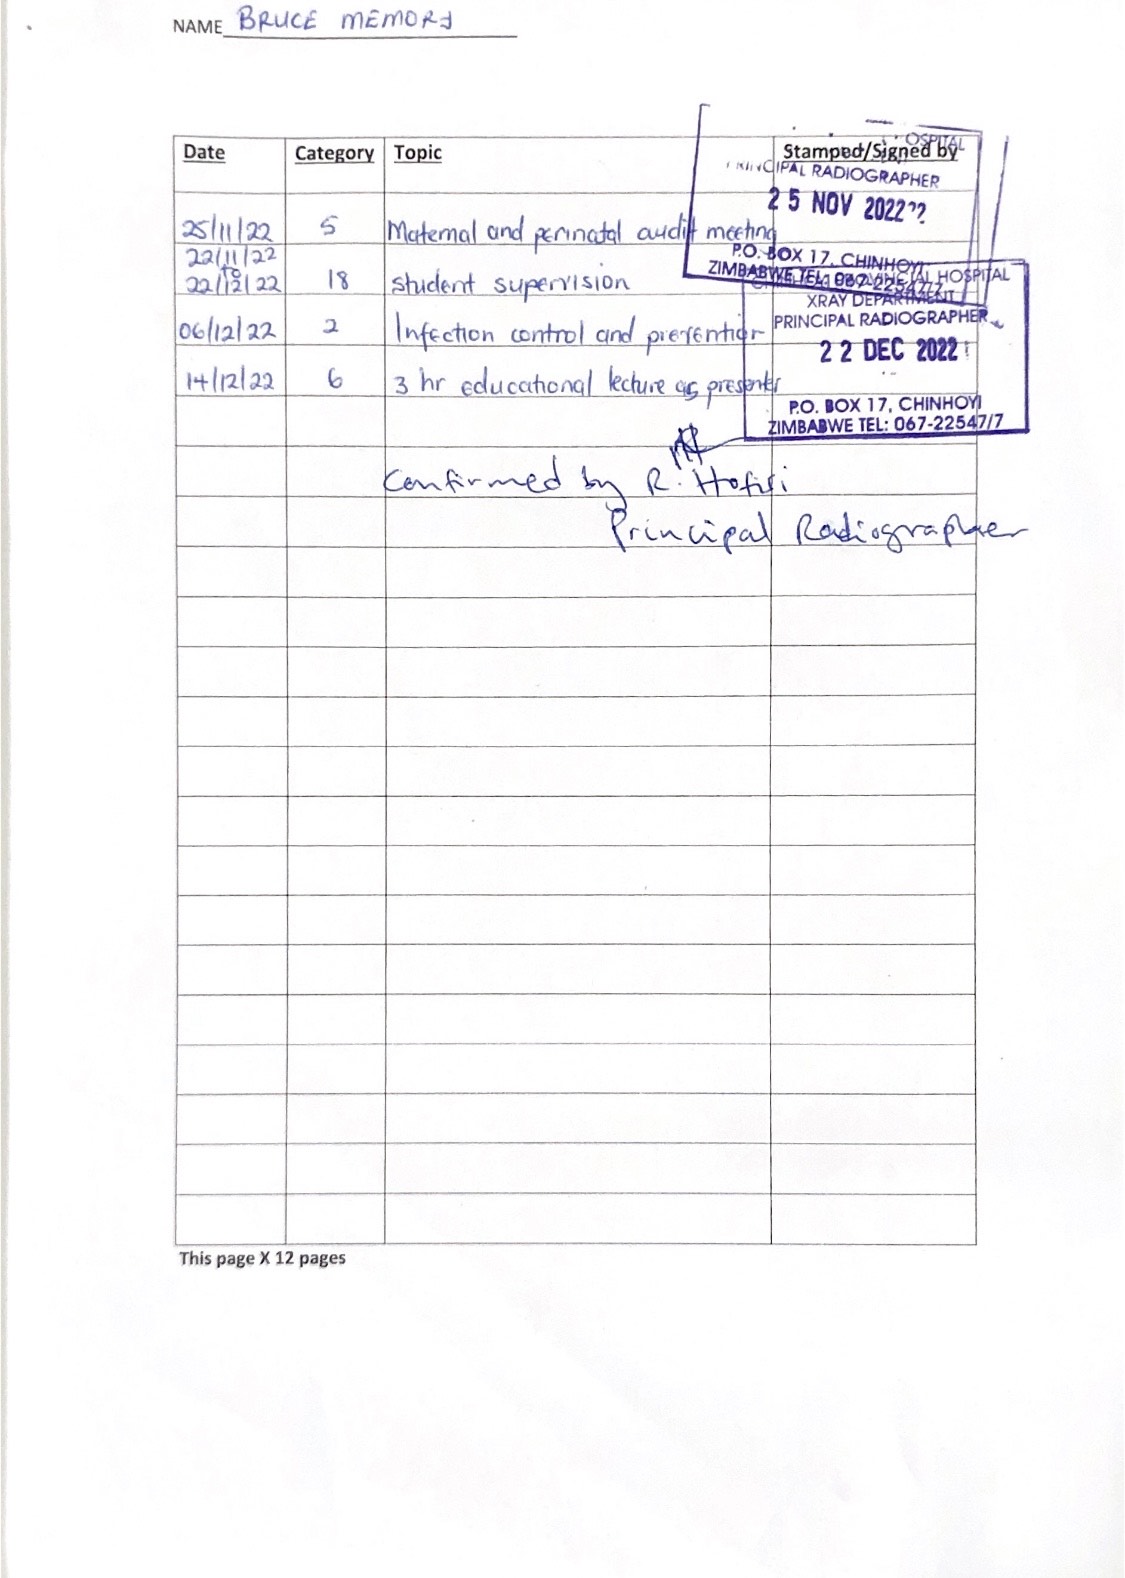 NAME BRUCE MEMORY
Date Category Topic Stamped/Signed by
OSPITAL
PRINCIPAL RADIOGRAPHER
25 NOV 2022
25/11/22 5 Maternal and perinatal audit meeting
P.O. BOX 17, CHINHOYI
ZIMBABWE TEL: 067-22547/7
22/11/22
to
22/12/22 18 student supervision
PROVINCIAL HOSPITAL
XRAY DEPARTMENT
PRINCIPAL RADIOGRAPHER
06/12/22 2 Infection control and prevention
22 DEC 2022
14/12/22 6 3 hr educational lecture as presenter
P.O. BOX 17, CHINHOYI
ZIMBABWE TEL: 067-22547/7
Confirmed by R. Hofisi
Principal Radiographer
This page X 12 pages